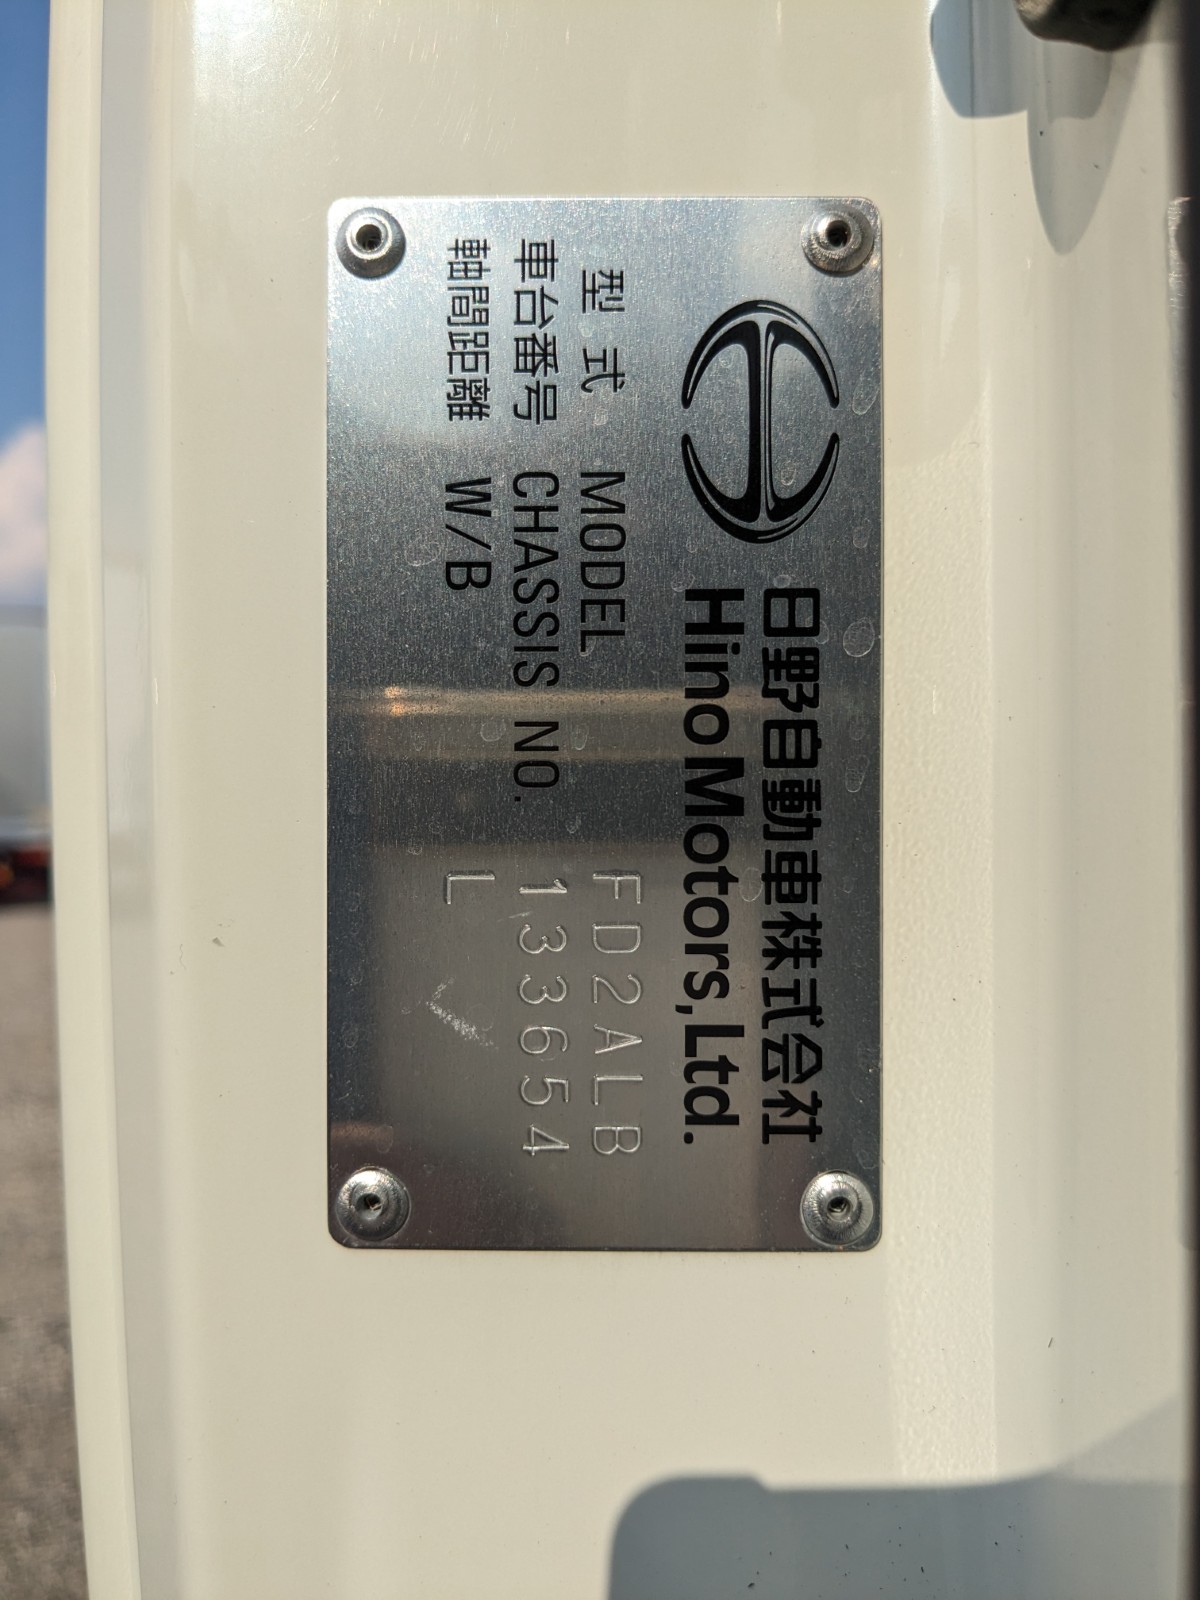 日野自動車株式会社
Hino Motors, Ltd.
型式 MODEL FD2ALB
車台番号 CHASSIS NO. 133654
軸間距離 W/B L